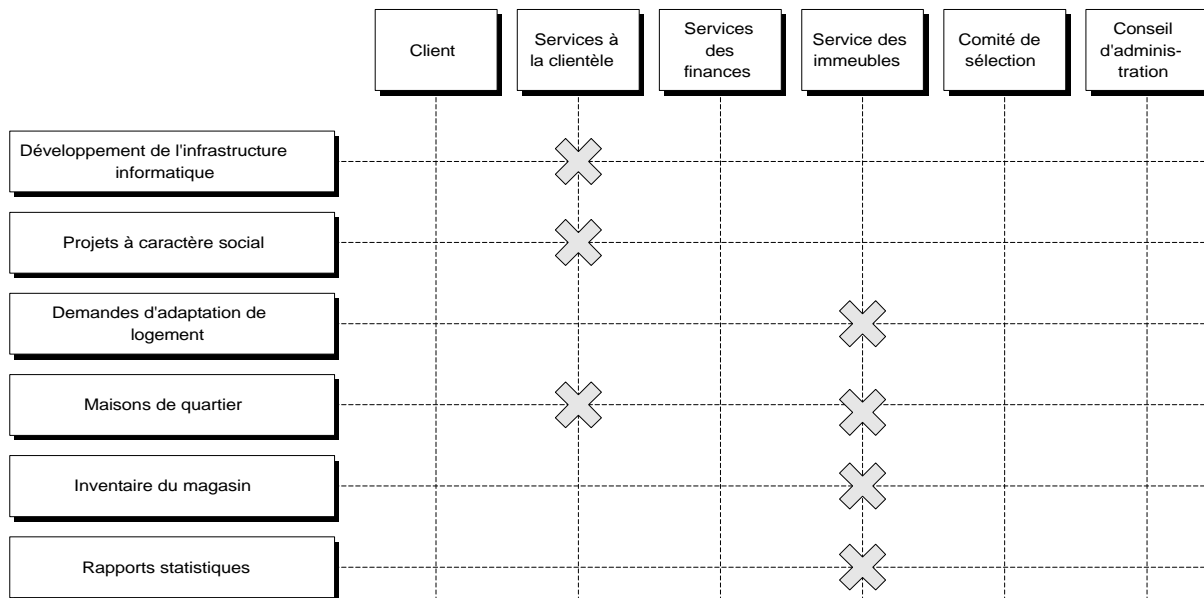 Client
Services à
la clientèle
Services
des
finances
Service des
immeubles
Comité de
sélection
Conseil
d'adminis-
tration
Développement de l'infrastructure
informatique
Projets à caractère social
Demandes d'adaptation de
logement
Maisons de quartier
Inventaire du magasin
Rapports statistiques